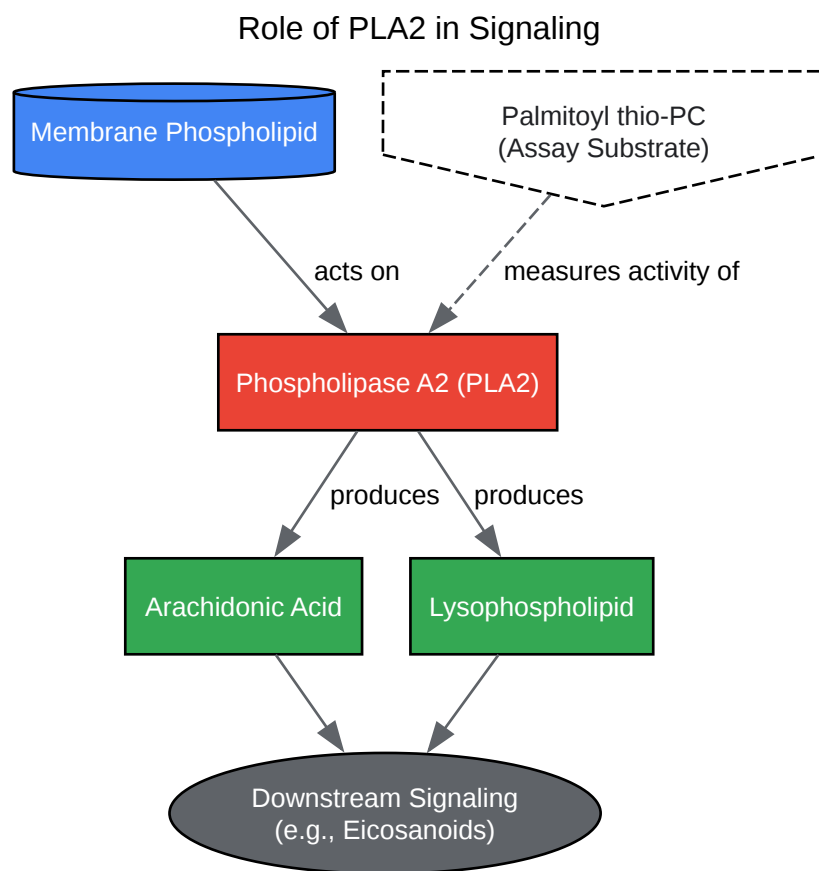 Role of PLA2 in Signaling
Membrane Phospholipid
Palmitoyl thio-PC
(Assay Substrate)
acts on
measures activity of
Phospholipase A2 (PLA2)
produces
produces
Arachidonic Acid
Lysophospholipid
Downstream Signaling
(e.g., Eicosanoids)